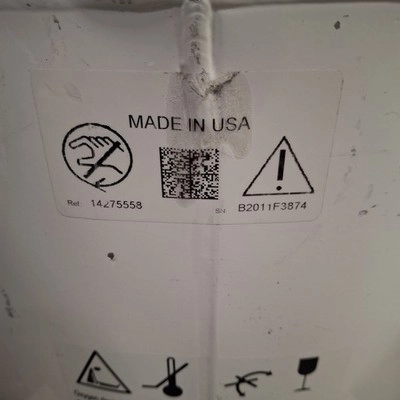 MADE IN USA
Ref. 14275558
SN B2011F3874